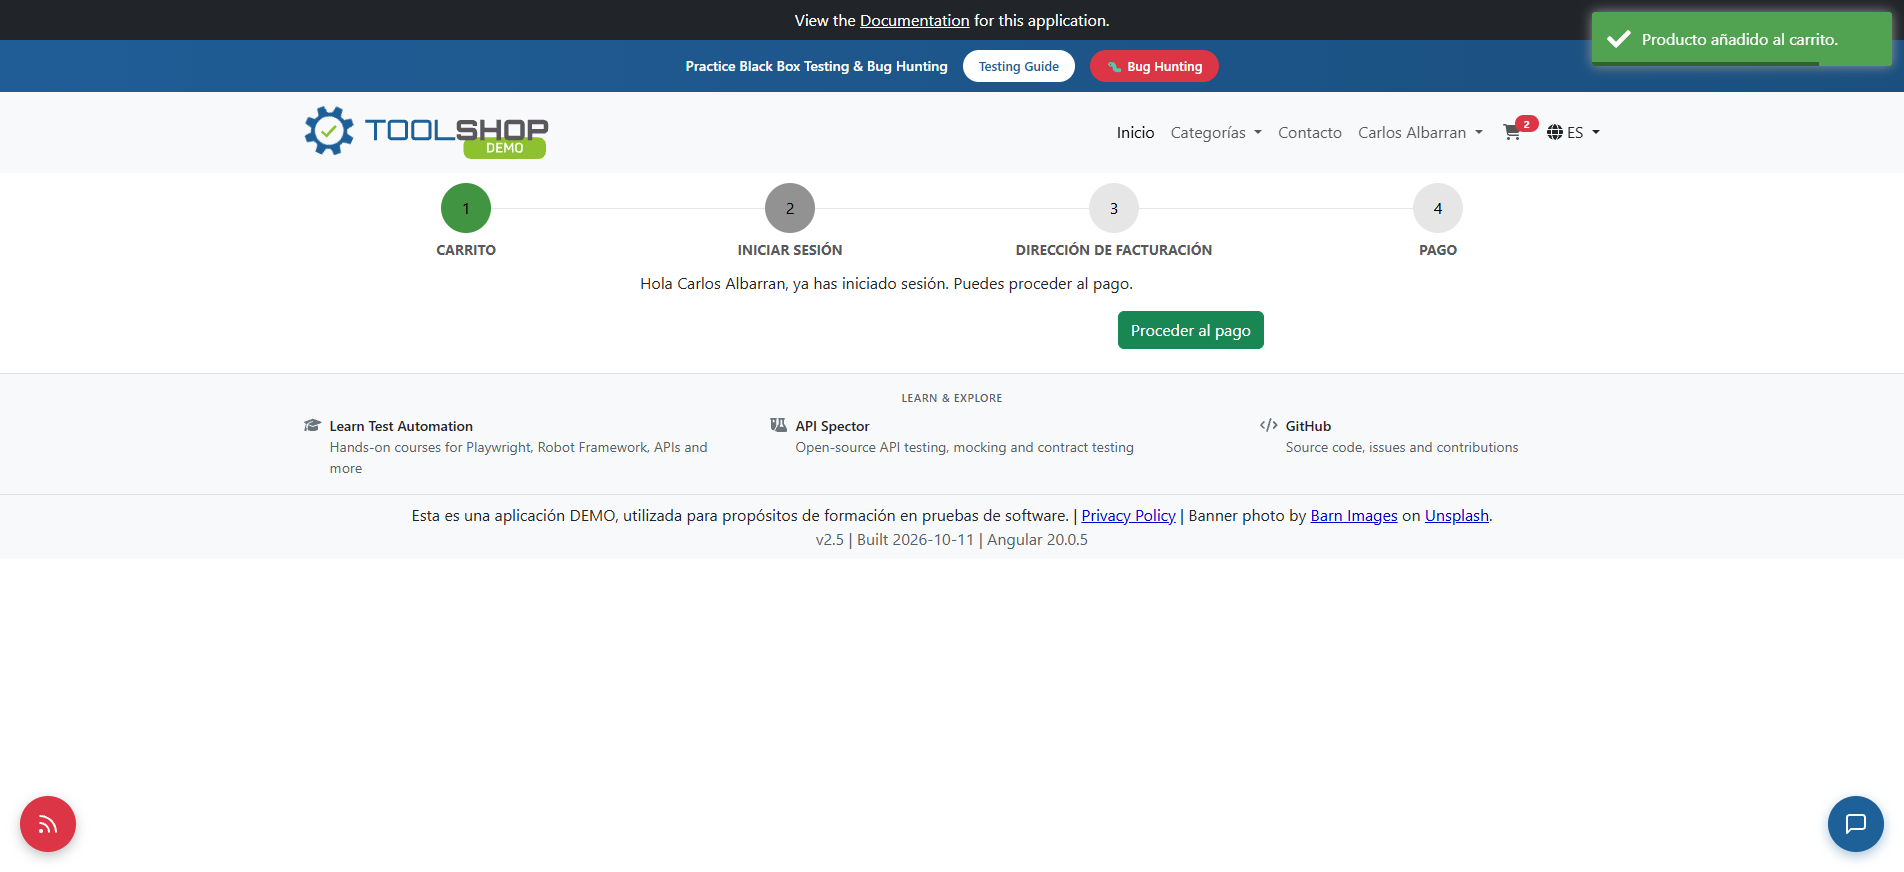 View the Documentation for this application.
Producto añadido al carrito.
Practice Black Box Testing & Bug Hunting
Testing Guide
Bug Hunting
TOOLSHOP
DEMO
Inicio
Categorías
Contacto
Carlos Albarran
2
ES
1
2
3
4
CARRITO
INICIAR SESIÓN
DIRECCIÓN DE FACTURACIÓN
PAGO
Hola Carlos Albarran, ya has iniciado sesión. Puedes proceder al pago.
Proceder al pago
LEARN & EXPLORE
Learn Test Automation
Hands-on courses for Playwright, Robot Framework, APIs and
more
API Spector
Open-source API testing, mocking and contract testing
GitHub
Source code, issues and contributions
Esta es una aplicación DEMO, utilizada para propósitos de formación en pruebas de software. | Privacy Policy | Banner photo by Barn Images on Unsplash.
v2.5 | Built 2026-10-11 | Angular 20.0.5